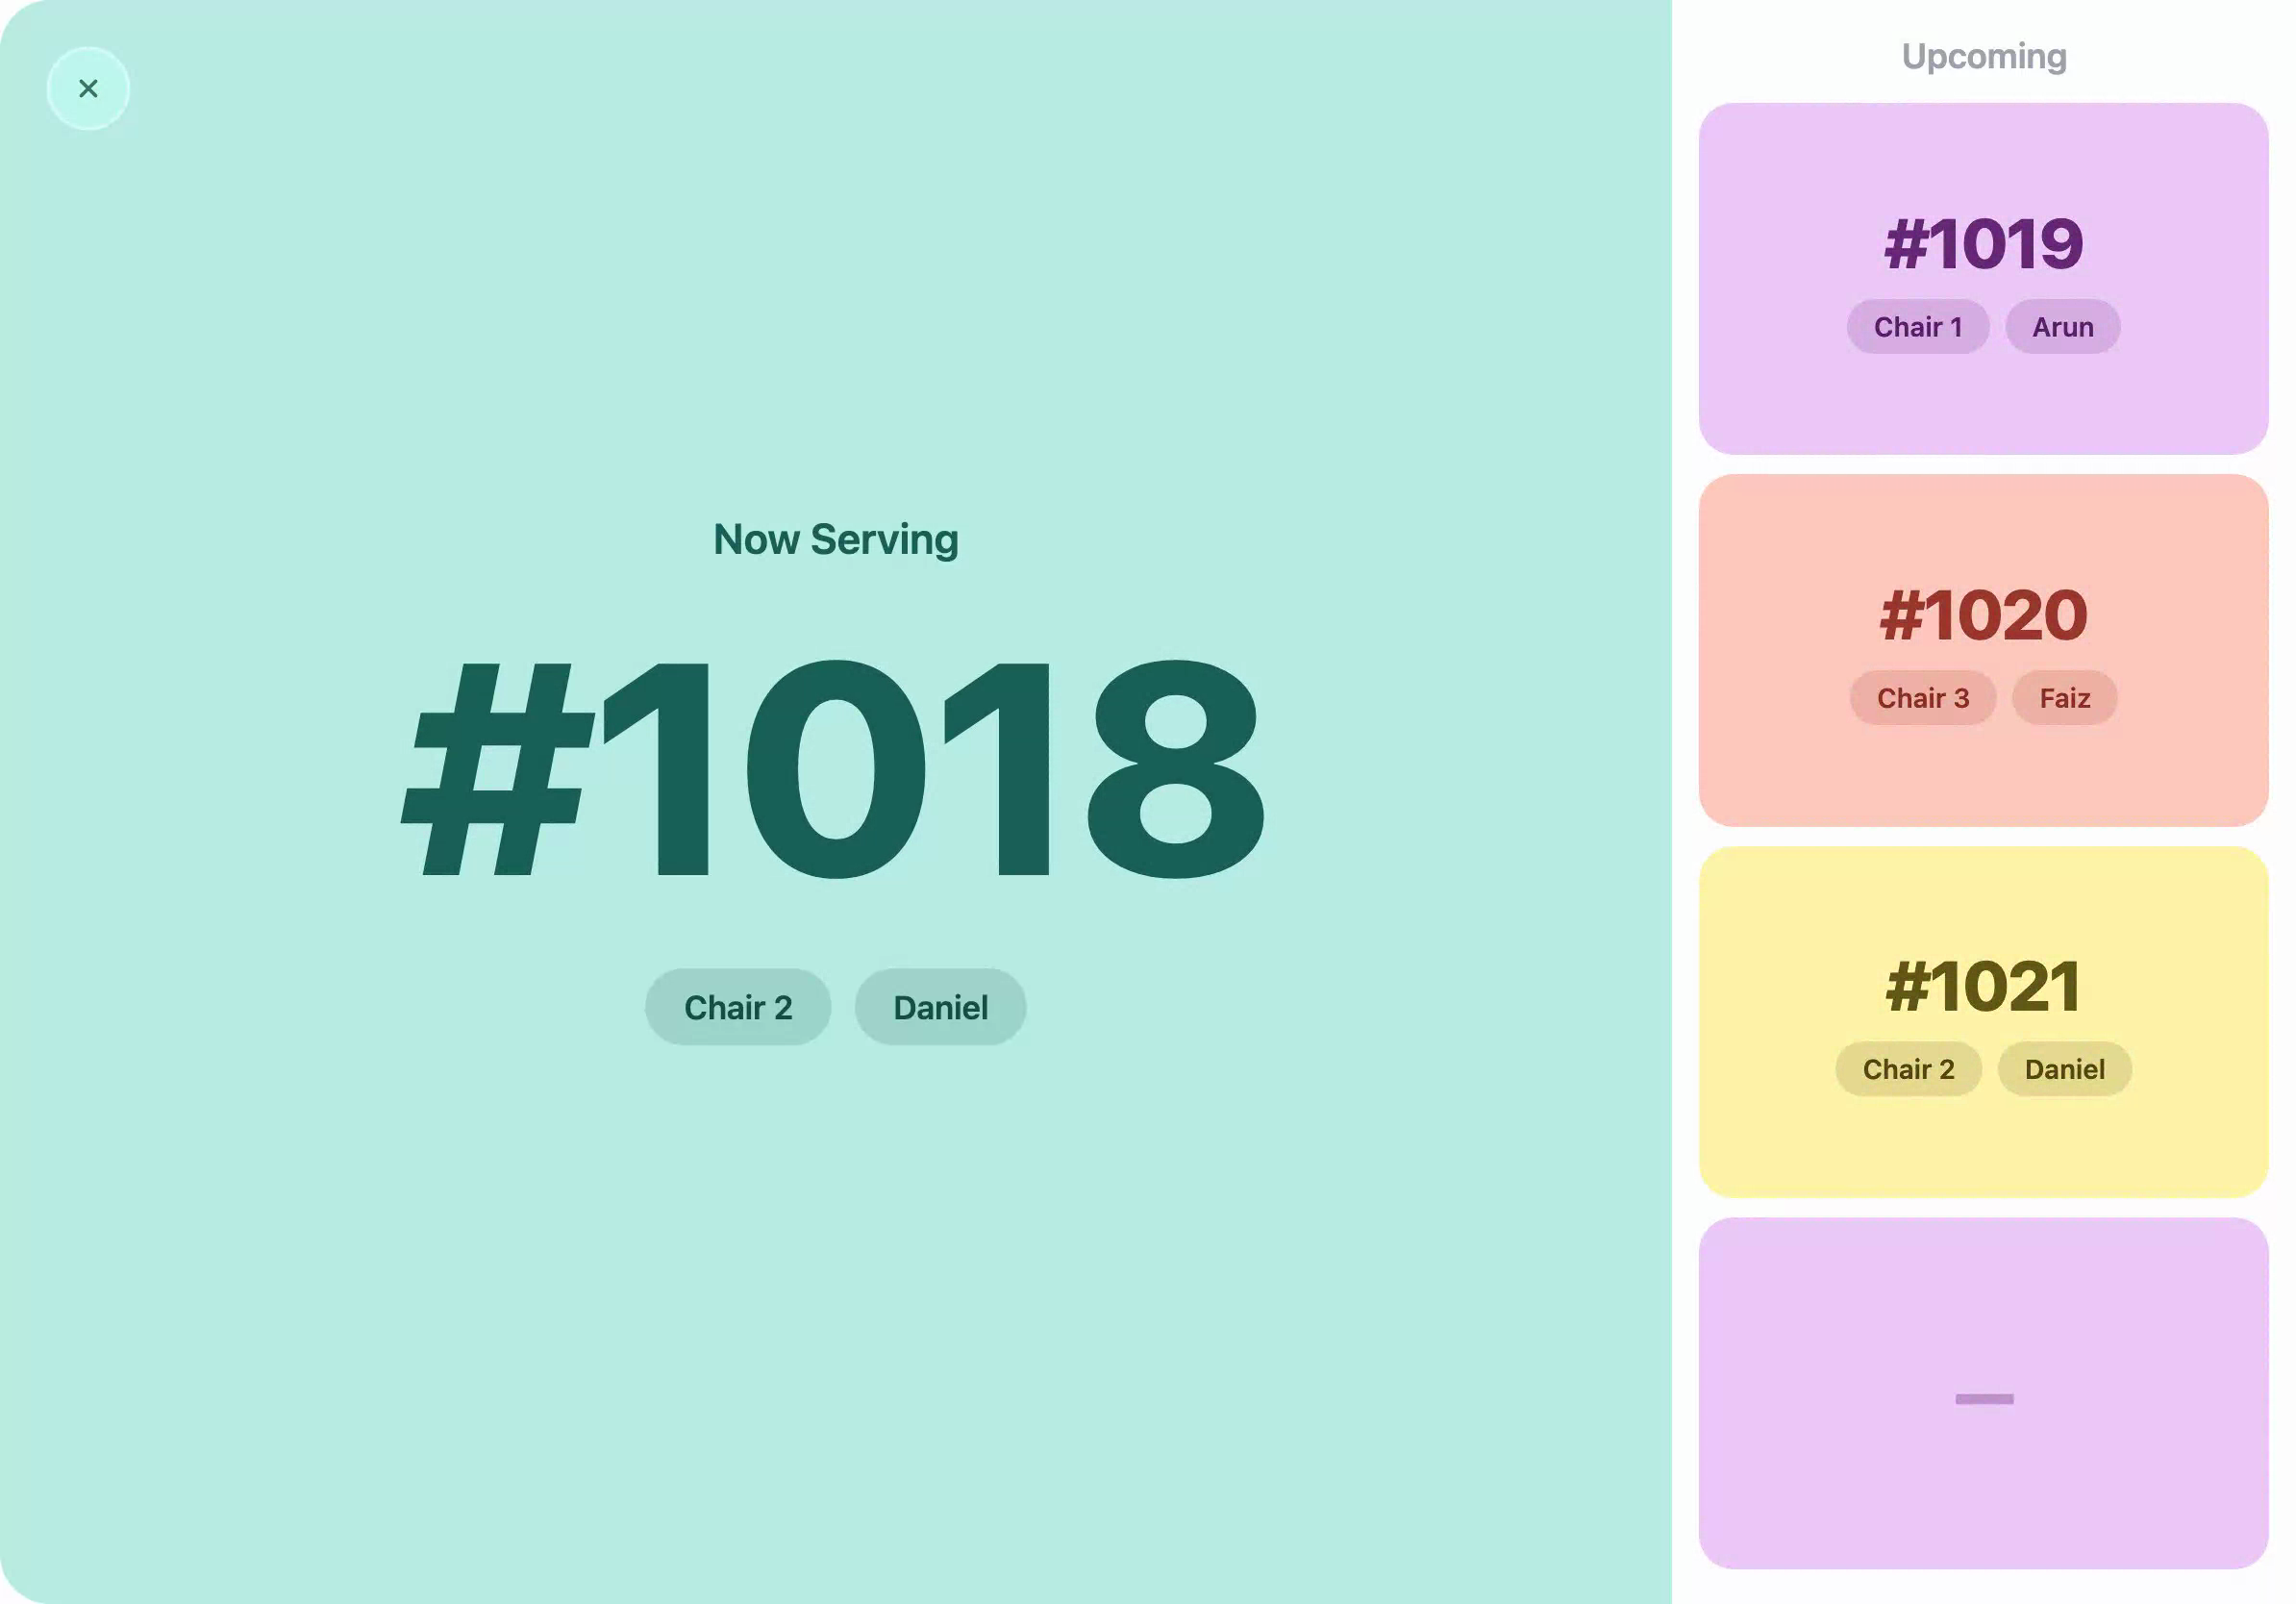 Now Serving
#1018
Chair 2 Daniel
Upcoming
#1019
Chair 1 Arun
#1020
Chair 3 Faiz
#1021
Chair 2 Daniel
—